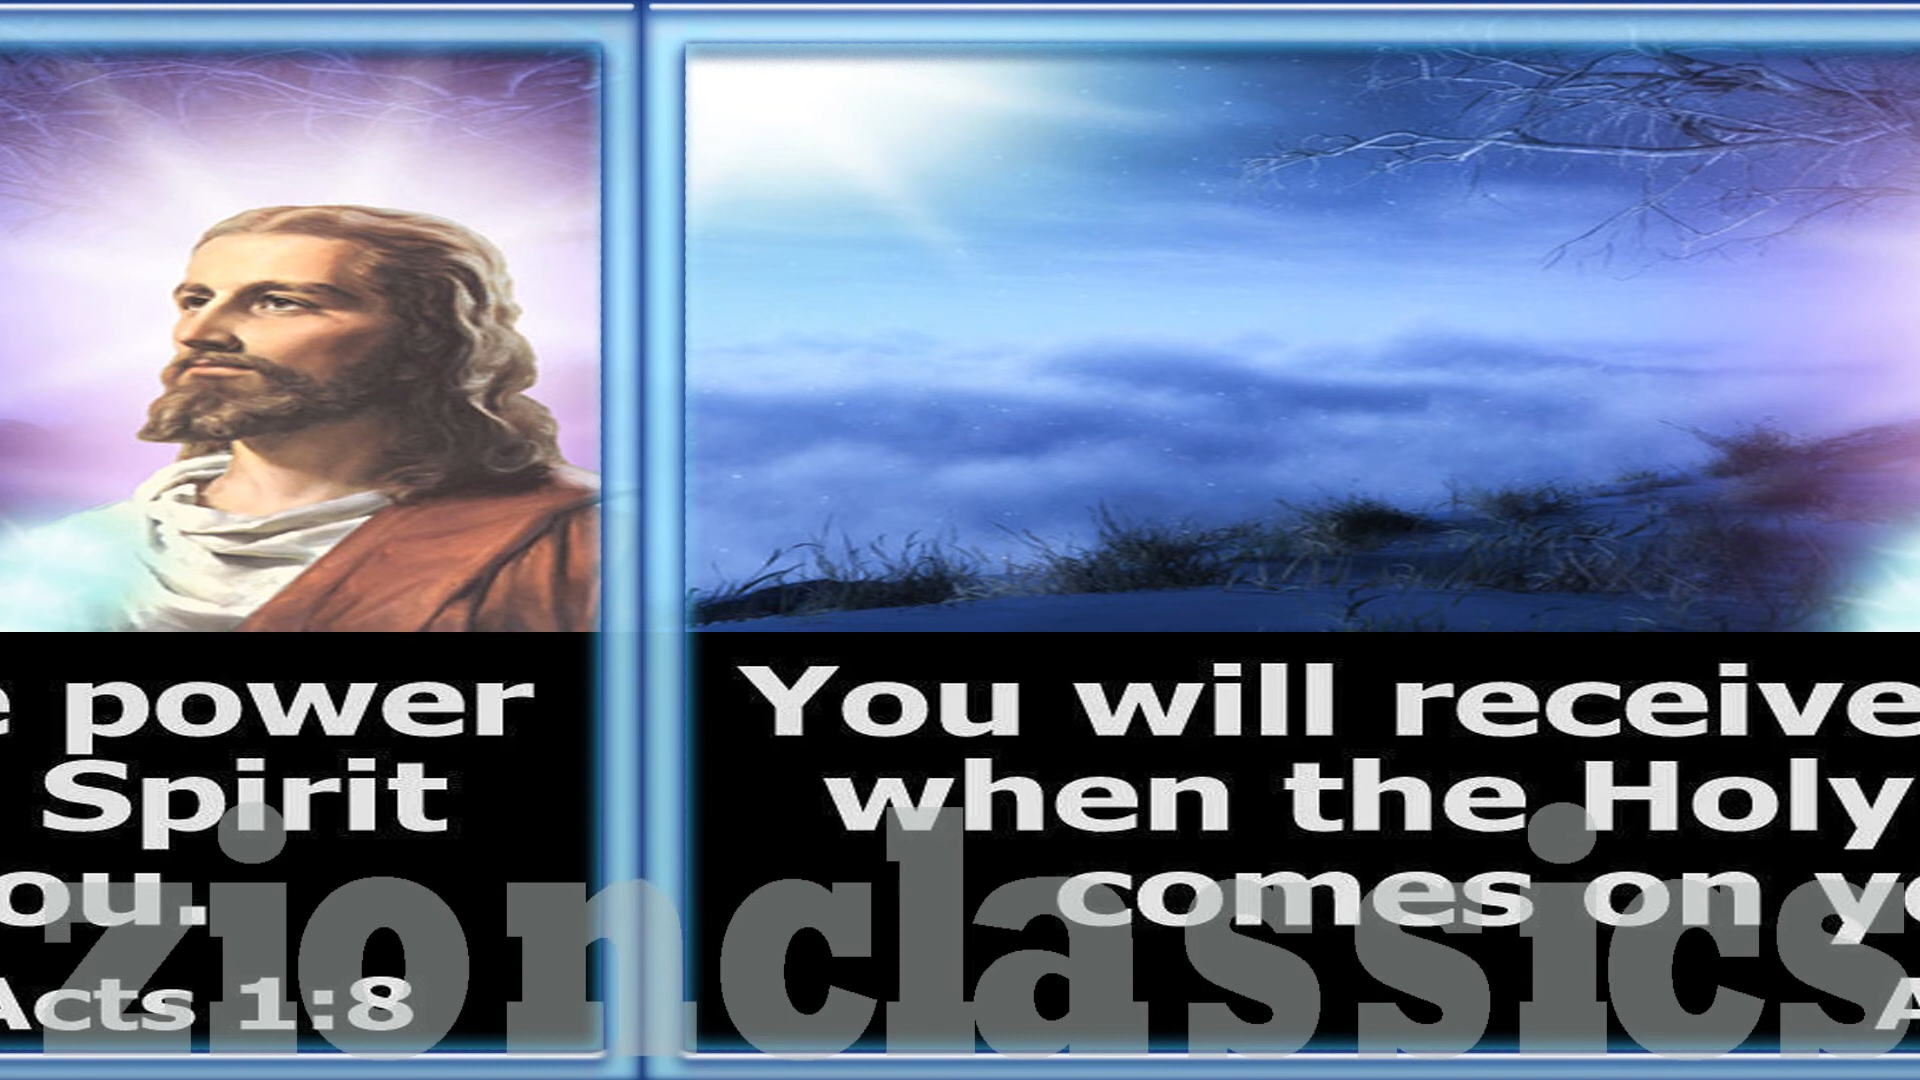 e power
Spirit
ou.
Acts 1:8
You will receive
when the Holy
comes on yo
A
zionclassics